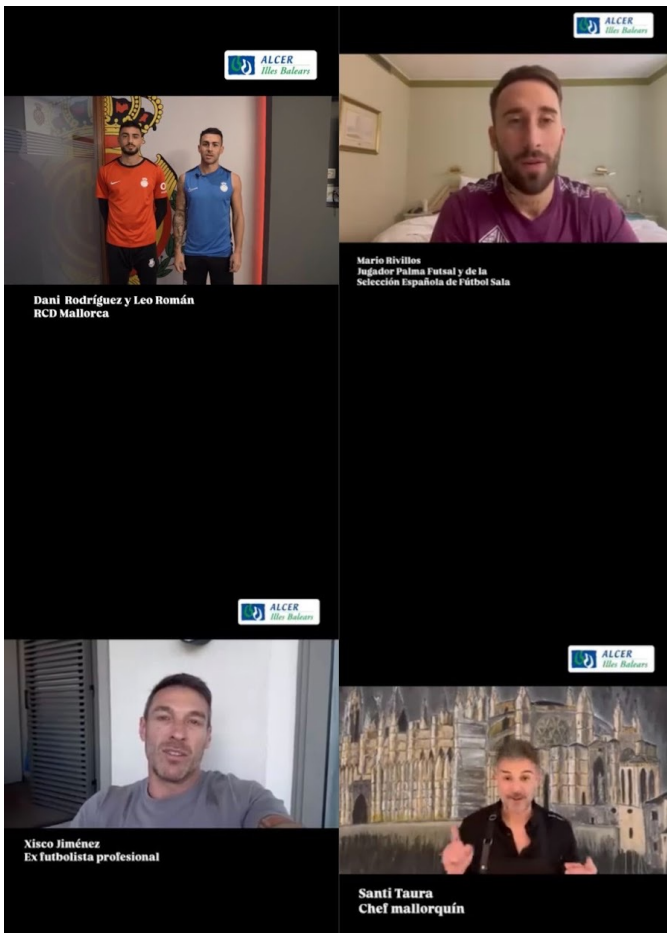 ALCER
Illes Balears
Dani Rodríguez y Leo Román
RCD Mallorca
ALCER
Illes Balears
Mario Rivillos
Jugador Palma Futsal y de la
Selección Española de Fútbol Sala
ALCER
Illes Balears
Xisco Jiménez
Ex futbolista profesional
ALCER
Illes Balears
Santi Taura
Chef mallorquín